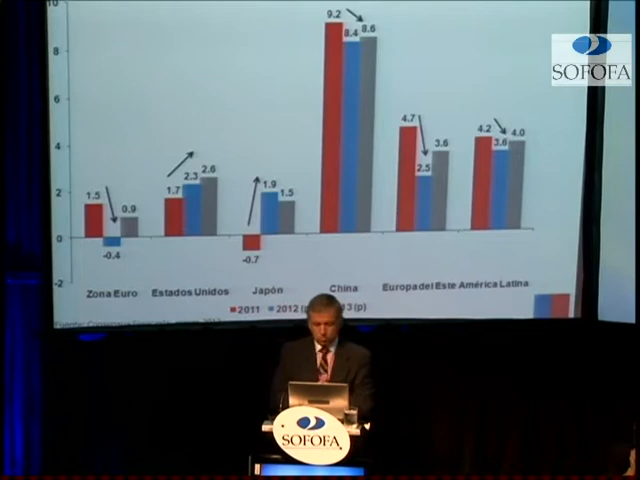 10
9.2
8.4
8.6
SOFOFA
8
6
4
2
0
-2
4.7
2.5
3.6
4.2
3.6
4.0
1.5
-0.4
0.9
1.7
2.3
2.6
-0.7
1.9
1.5
Zona Euro
Estados Unidos
Japón
China
Europa del Este
América Latina
2011
2012 (p
13 (p)
SOFOFA